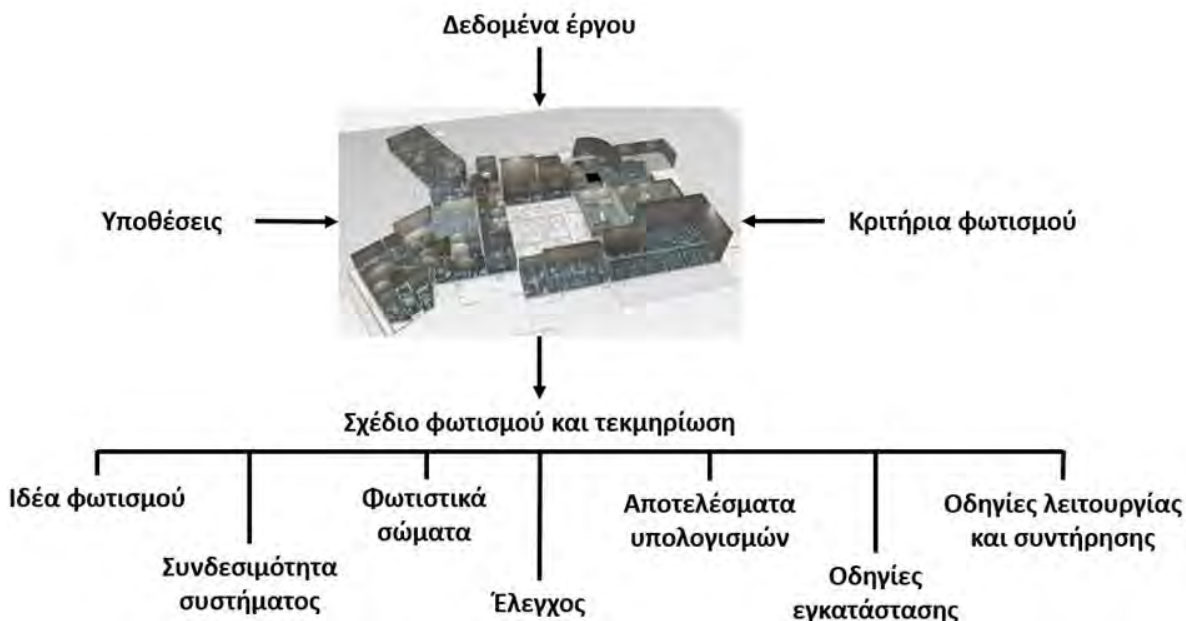 Δεδομένα έργου
Υποθέσεις
Κριτήρια φωτισμού
Σχέδιο φωτισμού και τεκμηρίωση
Ιδέα φωτισμού
Συνδεσιμότητα
συστήματος
Φωτιστικά
σώματα
Έλεγχος
Αποτελέσματα
υπολογισμών
Οδηγίες
εγκατάστασης
Οδηγίες λειτουργίας
και συντήρησης